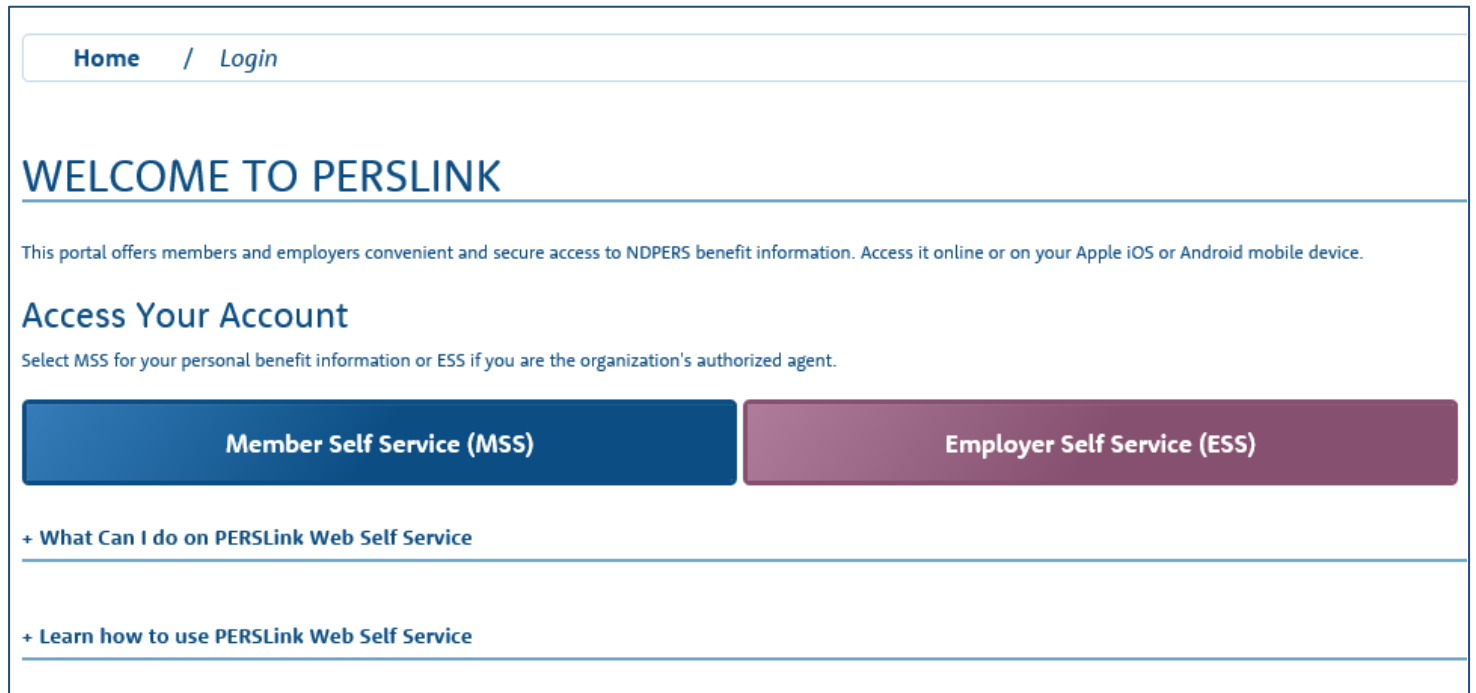 Home / Login
WELCOME TO PERSLINK
This portal offers members and employers convenient and secure access to NDPERS benefit information. Access it online or on your Apple iOS or Android mobile device.
Access Your Account
Select MSS for your personal benefit information or ESS if you are the organization's authorized agent.
Member Self Service (MSS) Employer Self Service (ESS)
+ What Can I do on PERSLink Web Self Service
+ Learn how to use PERSLink Web Self Service